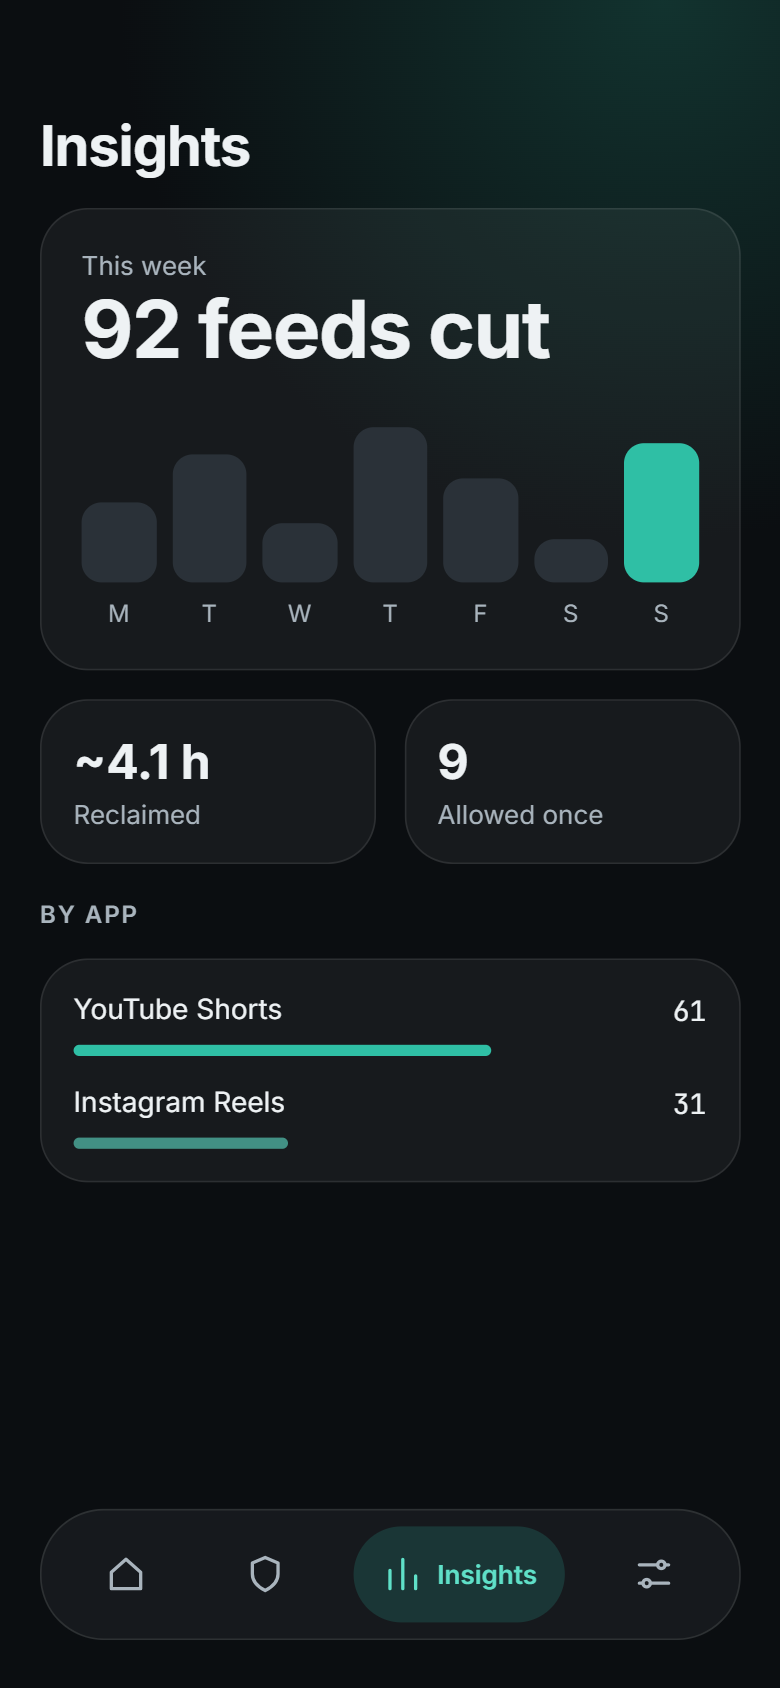 Insights
This week
92 feeds cut
M T W T F S S
~4.1 h
Reclaimed
9
Allowed once
BY APP
YouTube Shorts 61
Instagram Reels 31
Insights